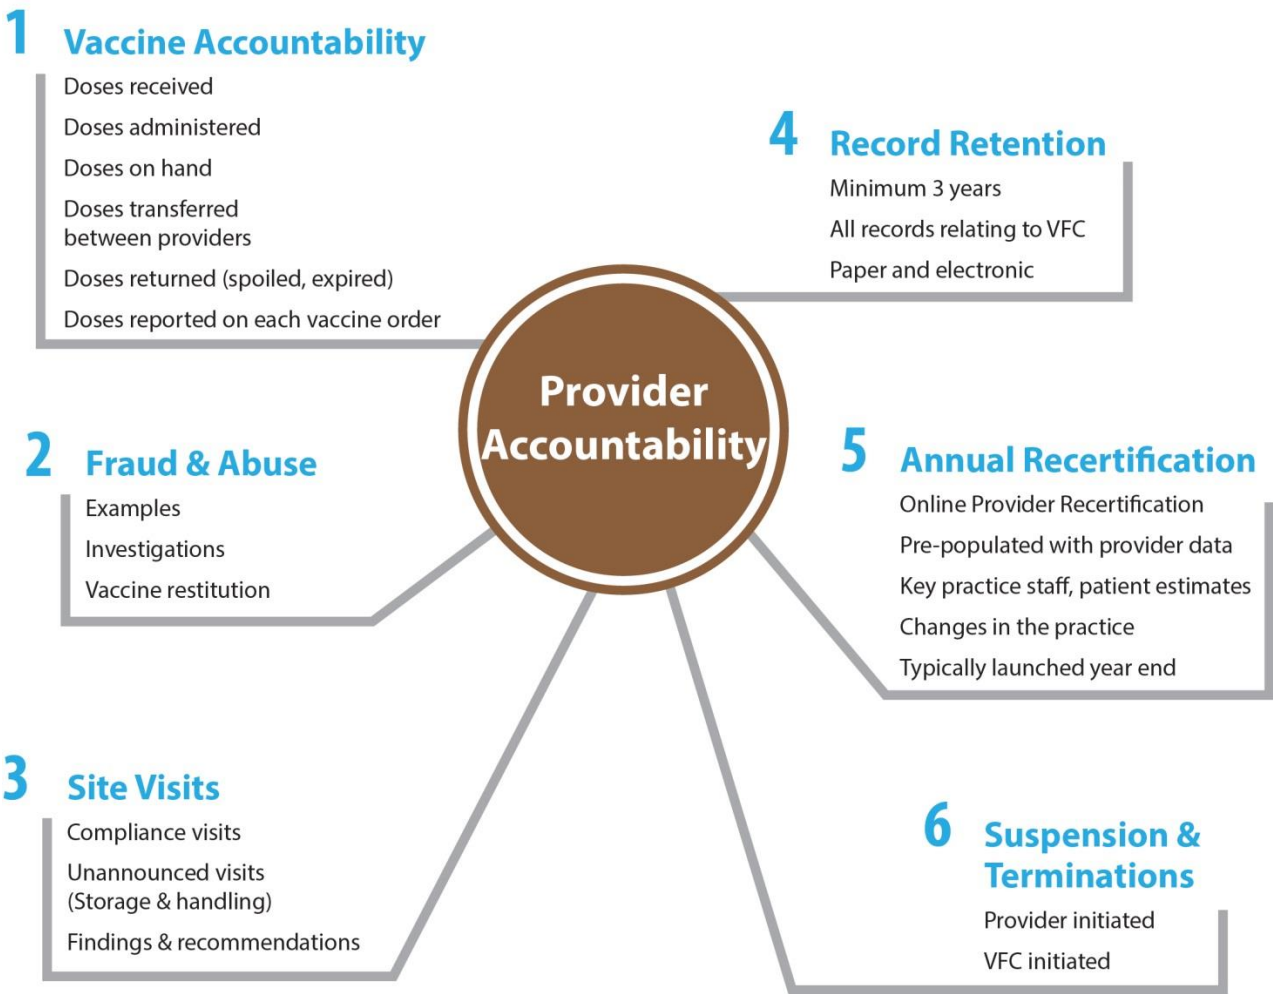 1 Vaccine Accountability
Doses received
Doses administered
Doses on hand
Doses transferred
between providers
Doses returned (spoiled, expired)
Doses reported on each vaccine order
2 Fraud & Abuse
Examples
Investigations
Vaccine restitution
3 Site Visits
Compliance visits
Unannounced visits
(Storage & handling)
Findings & recommendations
Provider
Accountability
4 Record Retention
Minimum 3 years
All records relating to VFC
Paper and electronic
5 Annual Recertification
Online Provider Recertification
Pre-populated with provider data
Key practice staff, patient estimates
Changes in the practice
Typically launched year end
6 Suspension &
Terminations
Provider initiated
VFC initiated